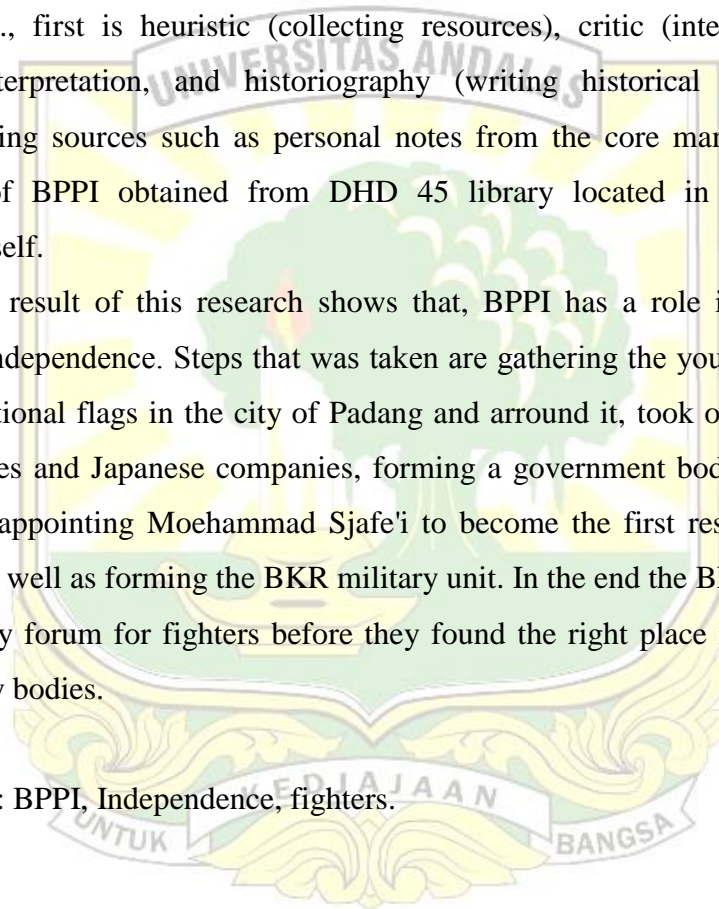 ., first is heuristic (collecting resources), critic (inte
terpretation, and historiography (writing historical
ing sources such as personal notes from the core mar
of BPPI obtained from DHD 45 library located in
self.
result of this research shows that, BPPI has a role i
ndependence. Steps that was taken are gathering the you
tional flags in the city of Padang and arround it, took o
es and Japanese companies, forming a government bod
appointing Moehammad Sjafe'i to become the first res
well as forming the BKR military unit. In the end the BI
y forum for fighters before they found the right place
y bodies.
: BPPI, Independence, fighters.
UNIVERSITAS ANDALAS
UNTUK KEDJAJAAN BANGSA